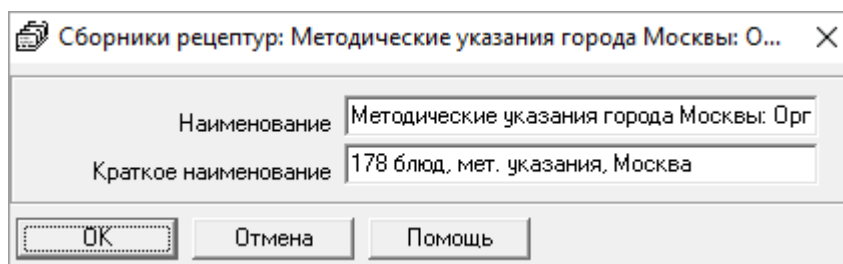 Сборники рецептур: Методические указания города Москвы: О...
Наименование Методические указания города Москвы: Орг
Краткое наименование 178 блюд, мет. указания, Москва
OK Отмена Помощь